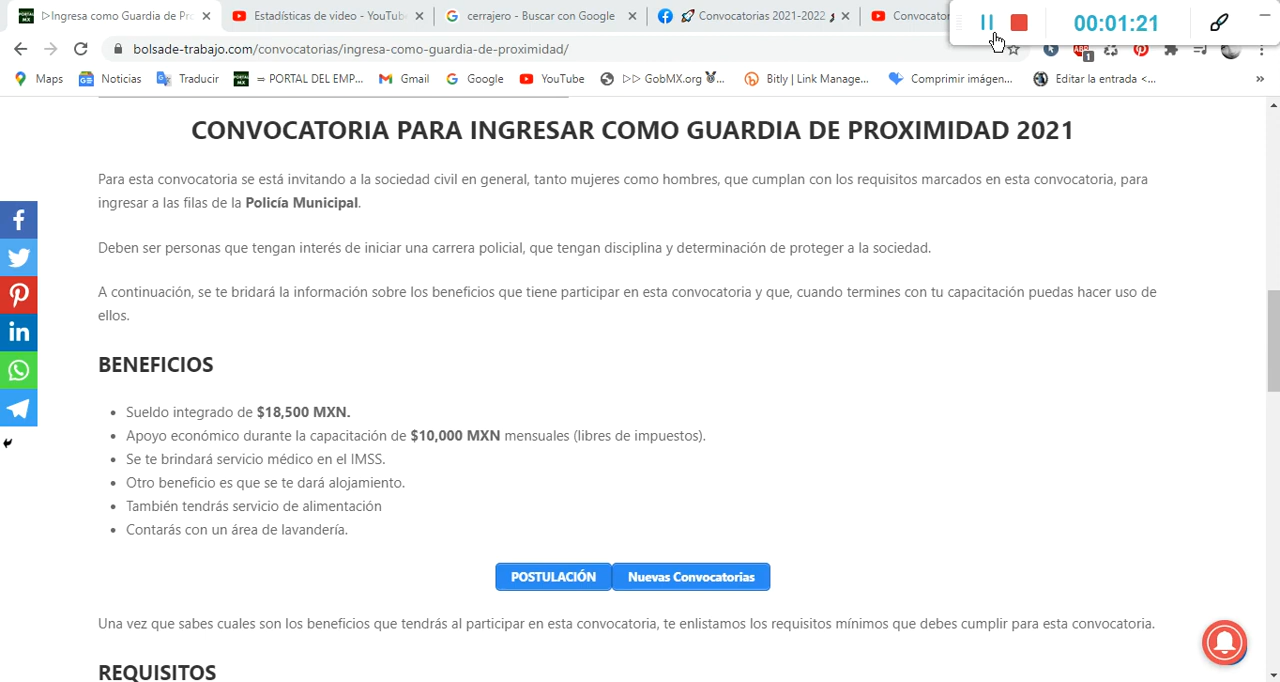 ▷Ingresa como Guardia de Pr
Estadísticas de video - YouTub
cerrajero - Buscar con Google
Convocatorias 2021-2022
Convocator
00:01:21
bolsade-trabajo.com/convocatorias/ingresa-como-guardia-de-proximidad/
Maps
Noticias
Traducir
⇒ PORTAL DEL EMP...
Gmail
Google
YouTube
▷▷ GobMX.org
Bitly | Link Manage...
Comprimir imágen...
Editar la entrada <...
»
CONVOCATORIA PARA INGRESAR COMO GUARDIA DE PROXIMIDAD 2021
Para esta convocatoria se está invitando a la sociedad civil en general, tanto mujeres como hombres, que cumplan con los requisitos marcados en esta convocatoria, para
ingresar a las filas de la Policía Municipal.
Deben ser personas que tengan interés de iniciar una carrera policial, que tengan disciplina y determinación de proteger a la sociedad.
A continuación, se te bridará la información sobre los beneficios que tiene participar en esta convocatoria y que, cuando termines con tu capacitación puedas hacer uso de
ellos.
BENEFICIOS
• Sueldo integrado de $18,500 MXN.
• Apoyo económico durante la capacitación de $10,000 MXN mensuales (libres de impuestos).
• Se te brindará servicio médico en el IMSS.
• Otro beneficio es que se te dará alojamiento.
• También tendrás servicio de alimentación
• Contarás con un área de lavandería.
POSTULACIÓN
Nuevas Convocatorias
Una vez que sabes cuales son los beneficios que tendrás al participar en esta convocatoria, te enlistamos los requisitos mínimos que debes cumplir para esta convocatoria.
REQUISITOS